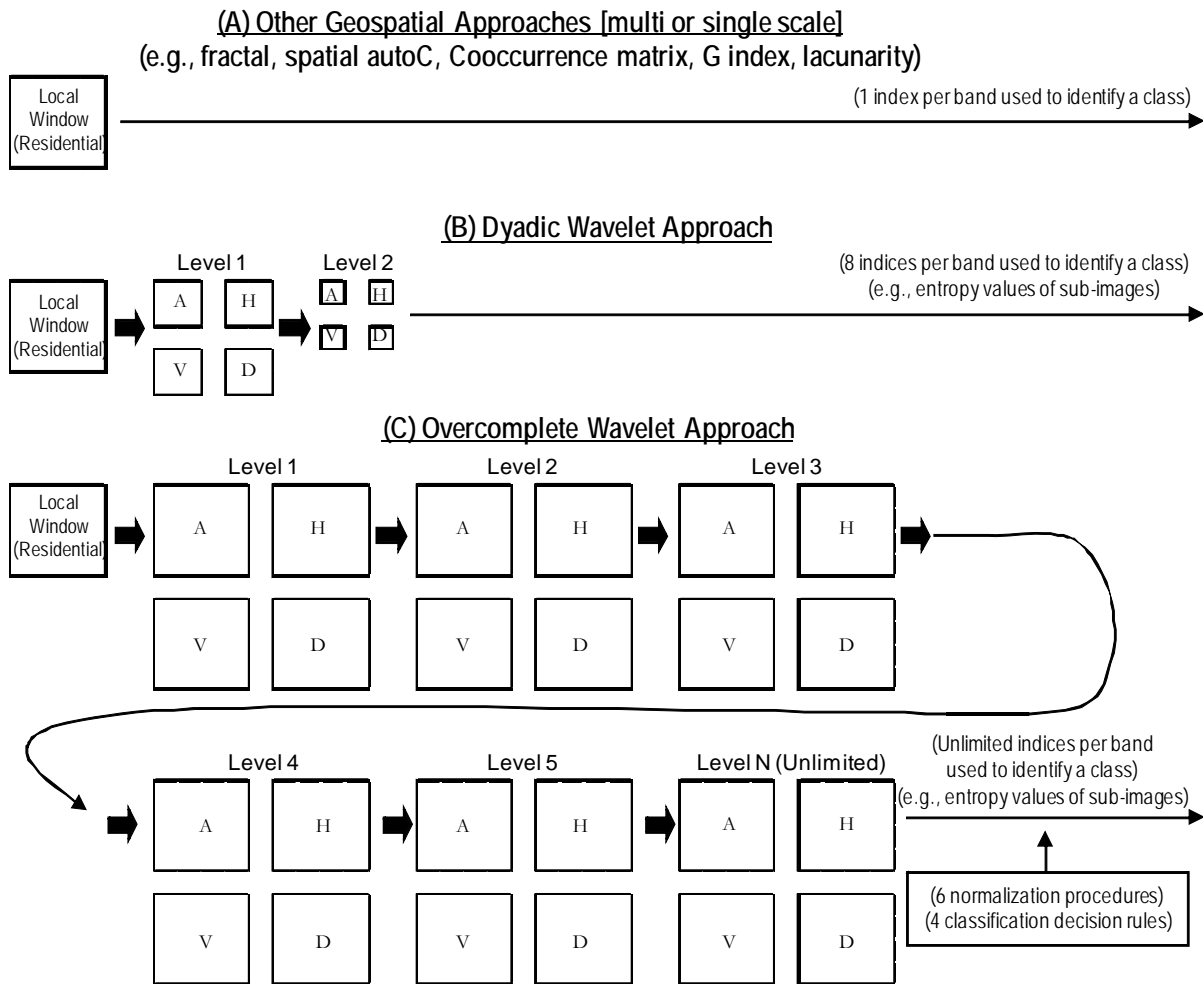 (A) Other Geospatial Approaches [multi or single scale]
(e.g., fractal, spatial autoC, Cooccurrence matrix, G index, lacunarity)
Local
Window
(Residential)
(1 index per band used to identify a class)
(B) Dyadic Wavelet Approach
Level 1
Level 2
Local
Window
(Residential)
A
H
V
D
A
H
V
D
(8 indices per band used to identify a class)
(e.g., entropy values of sub-images)
(C) Overcomplete Wavelet Approach
Level 1
Level 2
Level 3
Local
Window
(Residential)
A
H
A
H
A
H
V
D
V
D
V
D
Level 4
Level 5
Level N (Unlimited)
A
H
A
H
A
H
V
D
V
D
V
D
(Unlimited indices per band
used to identify a class)
(e.g., entropy values of sub-images)
(6 normalization procedures)
(4 classification decision rules)